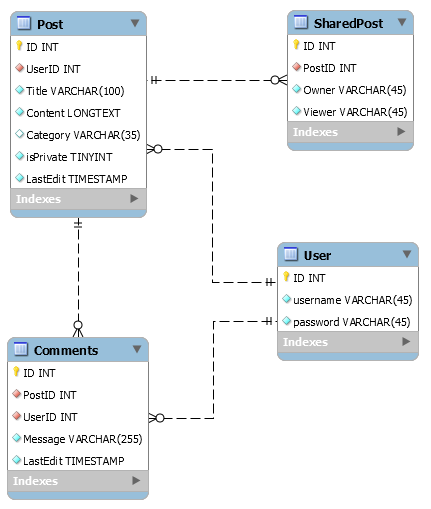 Post
ID INT
UserID INT
Title VARCHAR(100)
Content LONGTEXT
Category VARCHAR(35)
isPrivate TINYINT
LastEdit TIMESTAMP
Indexes
SharedPost
ID INT
PostID INT
Owner VARCHAR(45)
Viewer VARCHAR(45)
Indexes
User
ID INT
username VARCHAR(45)
password VARCHAR(45)
Indexes
Comments
ID INT
PostID INT
UserID INT
Message VARCHAR(255)
LastEdit TIMESTAMP
Indexes